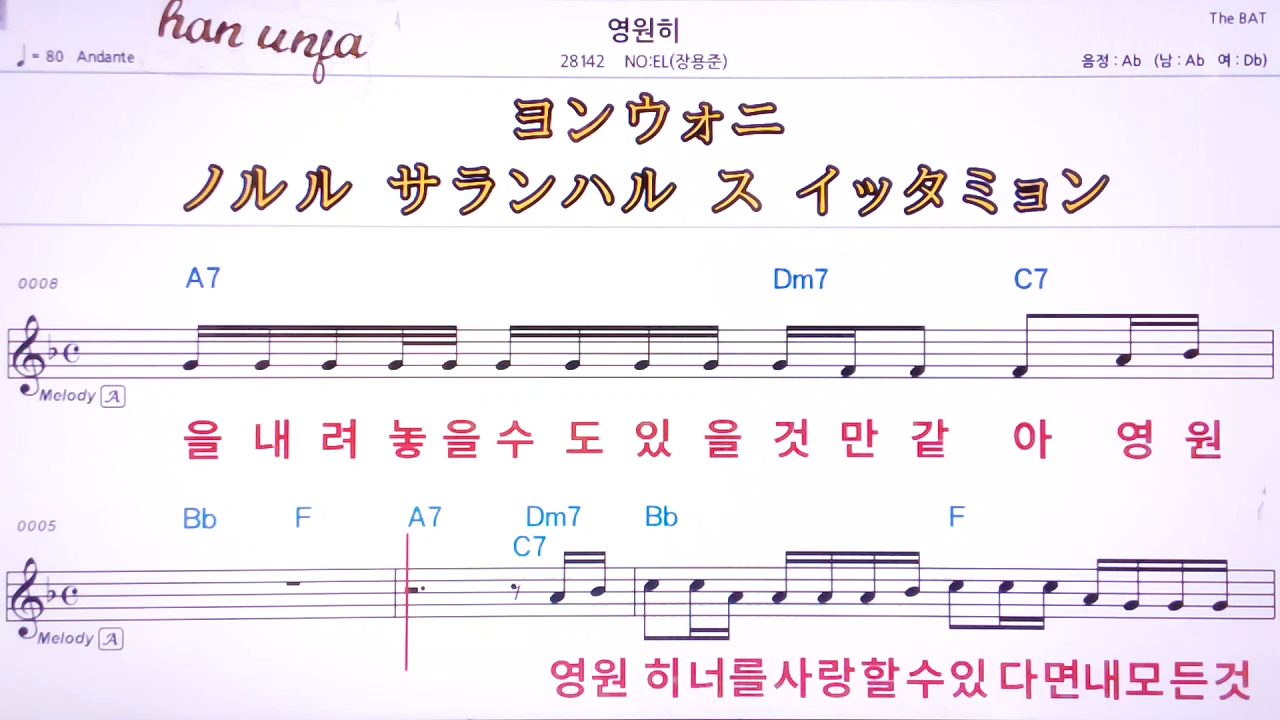 han unja
영원히
The BAT
♩= 80 Andante
28142 NO:EL(장용준)
음정 : Ab (남 : Ab 여 : Db)
ヨンウォニ
ノルル サランハル ス イッタミョン
0008
A7 Dm7 C7
Melody A
을 내 려 놓 을 수 도 있 을 것 만 같 아 영 원
0005
Bb F A7 Dm7 Bb F
C7
Melody A
영원 히너를사랑할수있 다면내모든것